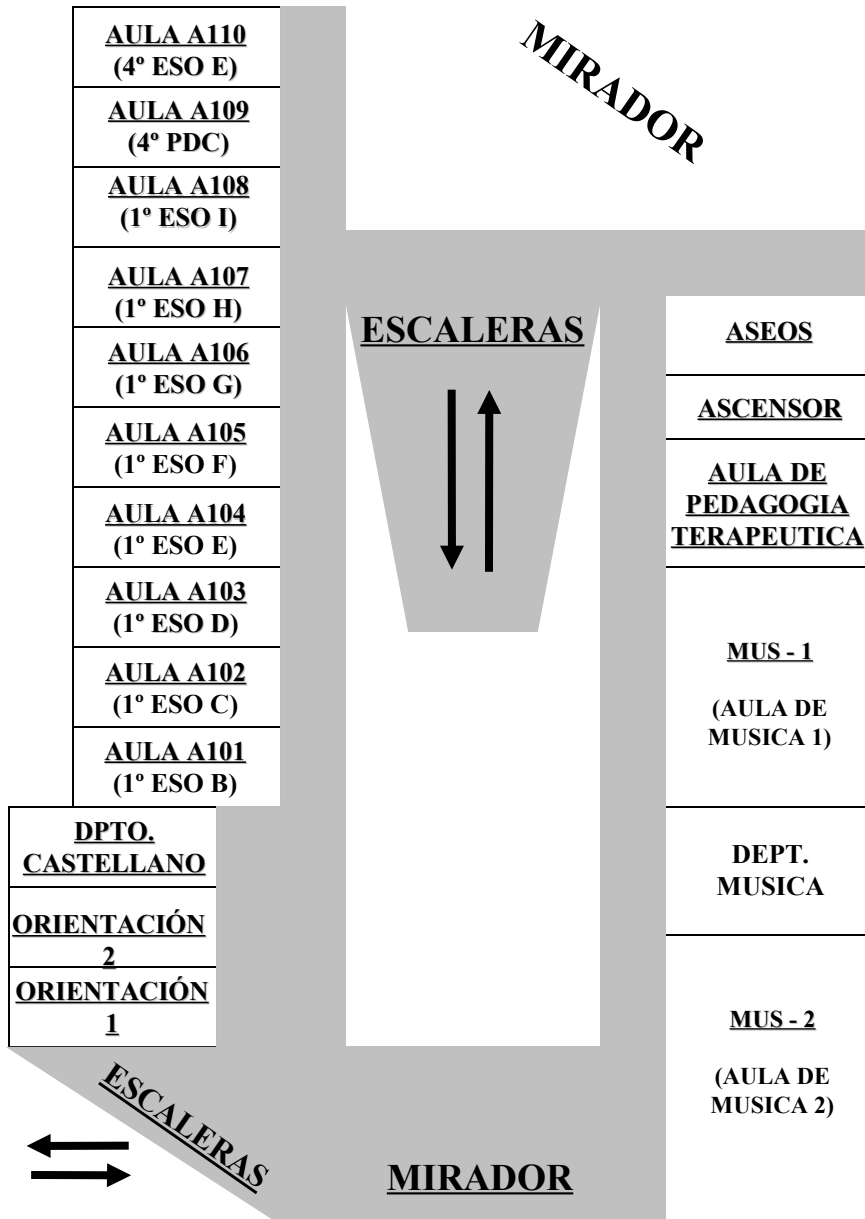 AULA A110
(4º ESO E)
AULA A109
(4º PDC)
AULA A108
(1º ESO I)
AULA A107
(1º ESO H)
AULA A106
(1º ESO G)
AULA A105
(1º ESO F)
AULA A104
(1º ESO E)
AULA A103
(1º ESO D)
AULA A102
(1º ESO C)
AULA A101
(1º ESO B)
DPTO.
CASTELLANO
ORIENTACIÓN
2
ORIENTACIÓN
1
ESCALERAS
MIRADOR
ESCALERAS
MIRADOR
ASEOS
ASCENSOR
AULA DE
PEDAGOGIA
TERAPEUTICA
MUS - 1
(AULA DE
MUSICA 1)
DEPT.
MUSICA
MUS - 2
(AULA DE
MUSICA 2)